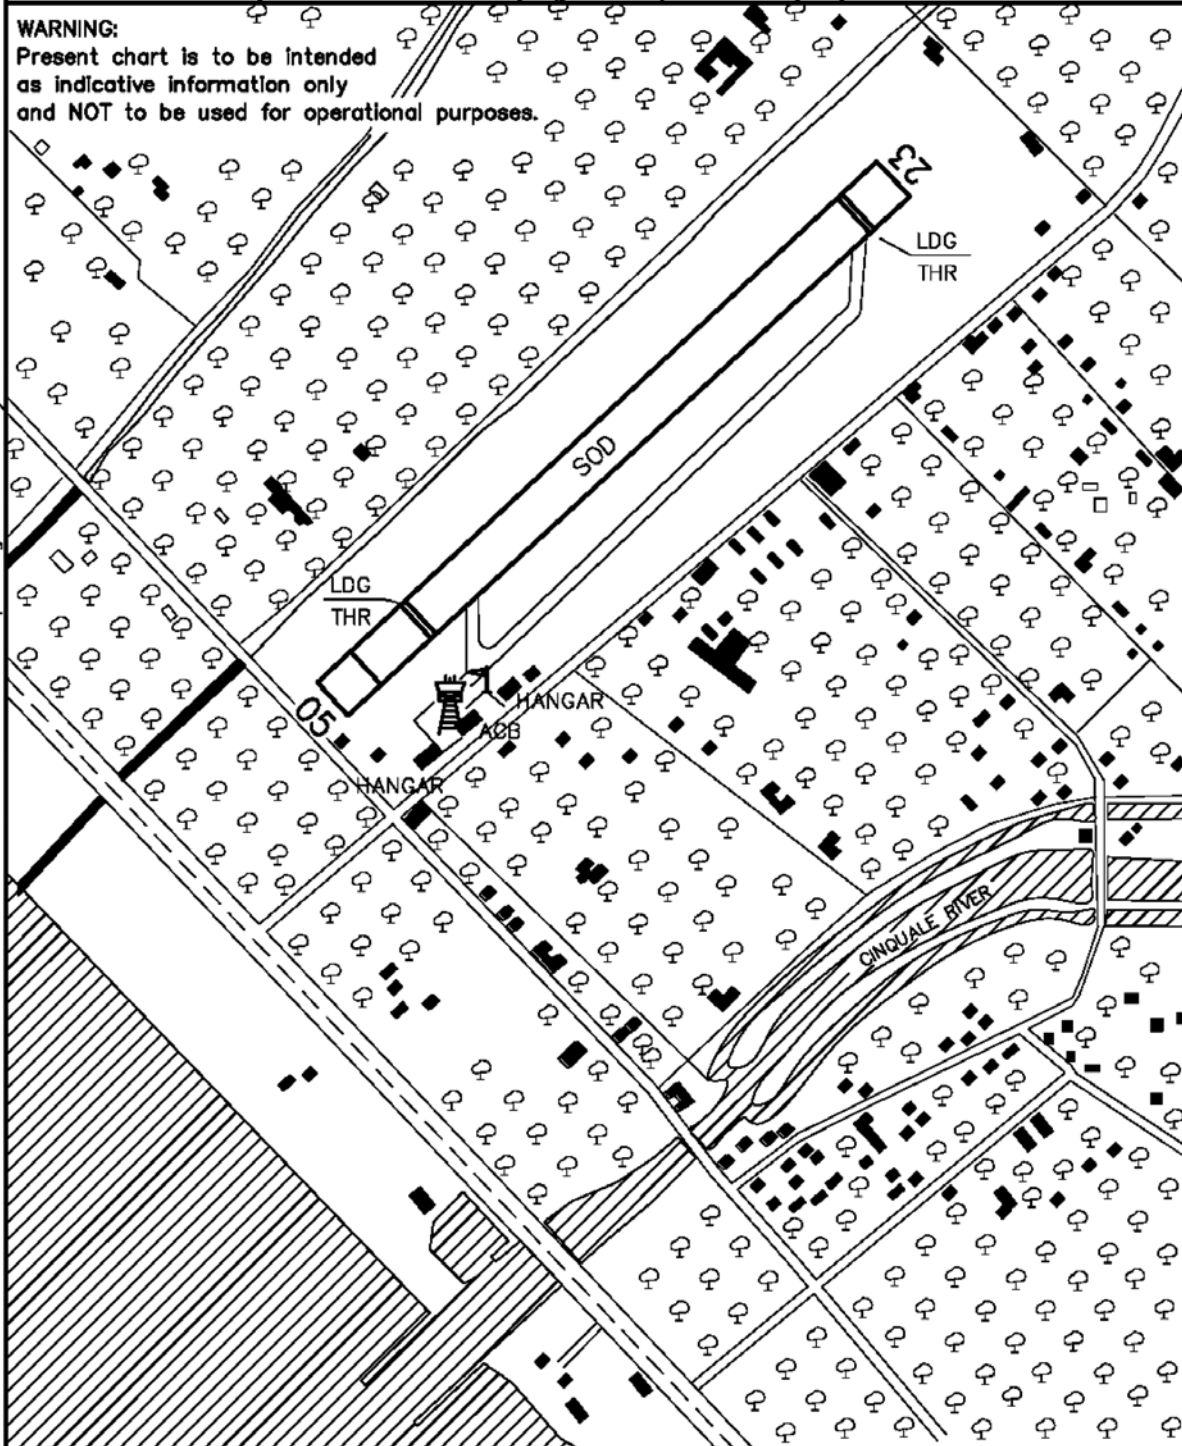 WARNING:
Present chart is to be intended
as indicative information only
and NOT to be used for operational purposes.
23
LDG
THR
SOD
LDG
THR
05
HANGAR
ACB
HANGAR
CINQUALE RIVER